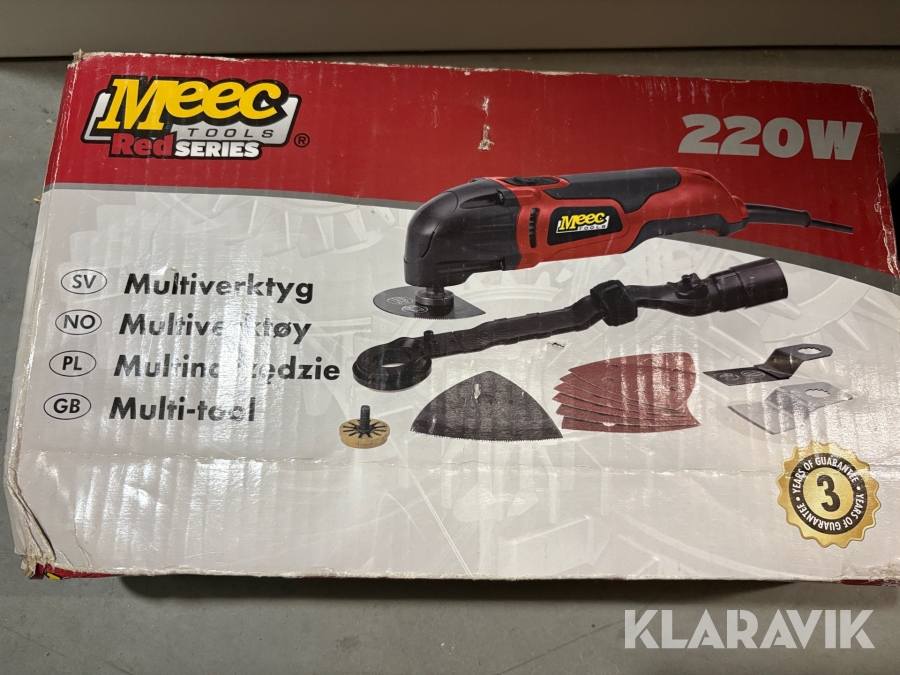 Meec
TOOLS
Red SERIES
®
220W
Meec
TOOLS
SV Multiverktyg
NO Multiverktøy
PL
GB Multi-tool
YEARS OF GUARANTEE
3
YEARS OF GUARANTEE
KLARAVIK